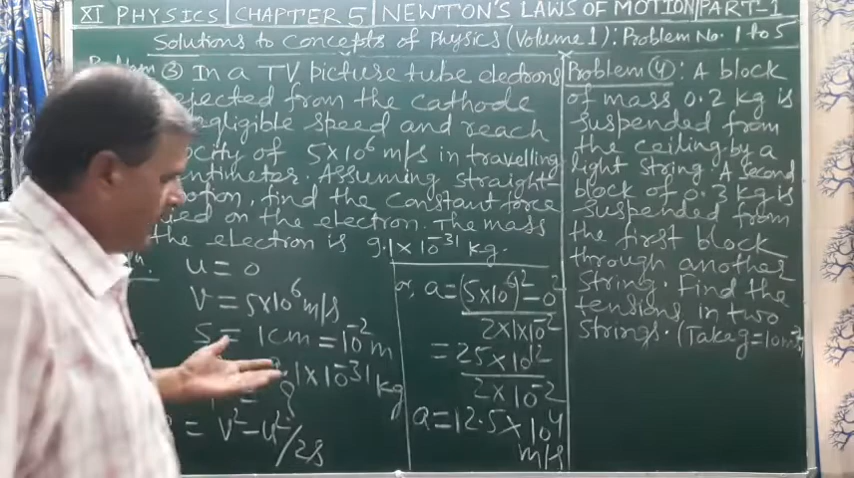 XI PHYSICS | CHAPTER 5 | NEWTON'S LAWS OF MOTION/PART-1
Solutions to Concepts of Physics (Volume 1): Problem No. 1 to 5
③ In a TV picture tube electrons
ejected from the cathode
negligible speed and reach
city of 5×10⁶ m/s in travelling
ntimeter. Assuming straight-
otion, find the constant force
ied on the electron. The mass
the electron is 9.1×10⁻³¹ kg.
u = 0
v = 5×10⁶ m/s
S = 1cm = 10⁻² m
.1×10⁻³¹ kg
= ?
= v²-u²/2s
or, a = (5×10⁶)²-0²
2×1×10⁻²
= 25×10¹²
2×10⁻²
a = 12.5×10⁴
m/s
Problem ④: A block
of mass 0.2 kg is
suspended from
the ceiling by a
light string. A second
block of 0.3 kg is
suspended from
the first block
through another
string. Find the
tensions in two
strings. (Take g=10m/s²